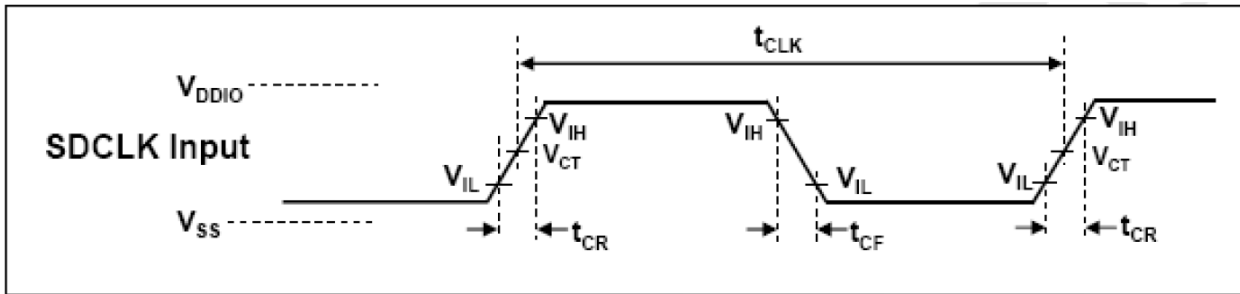 tCLK
VDDIO
SDCLK Input
VIH
VCT
VIL
VIH
VIL
VIH
VCT
VIL
VSS
tCR
tCF
tCR